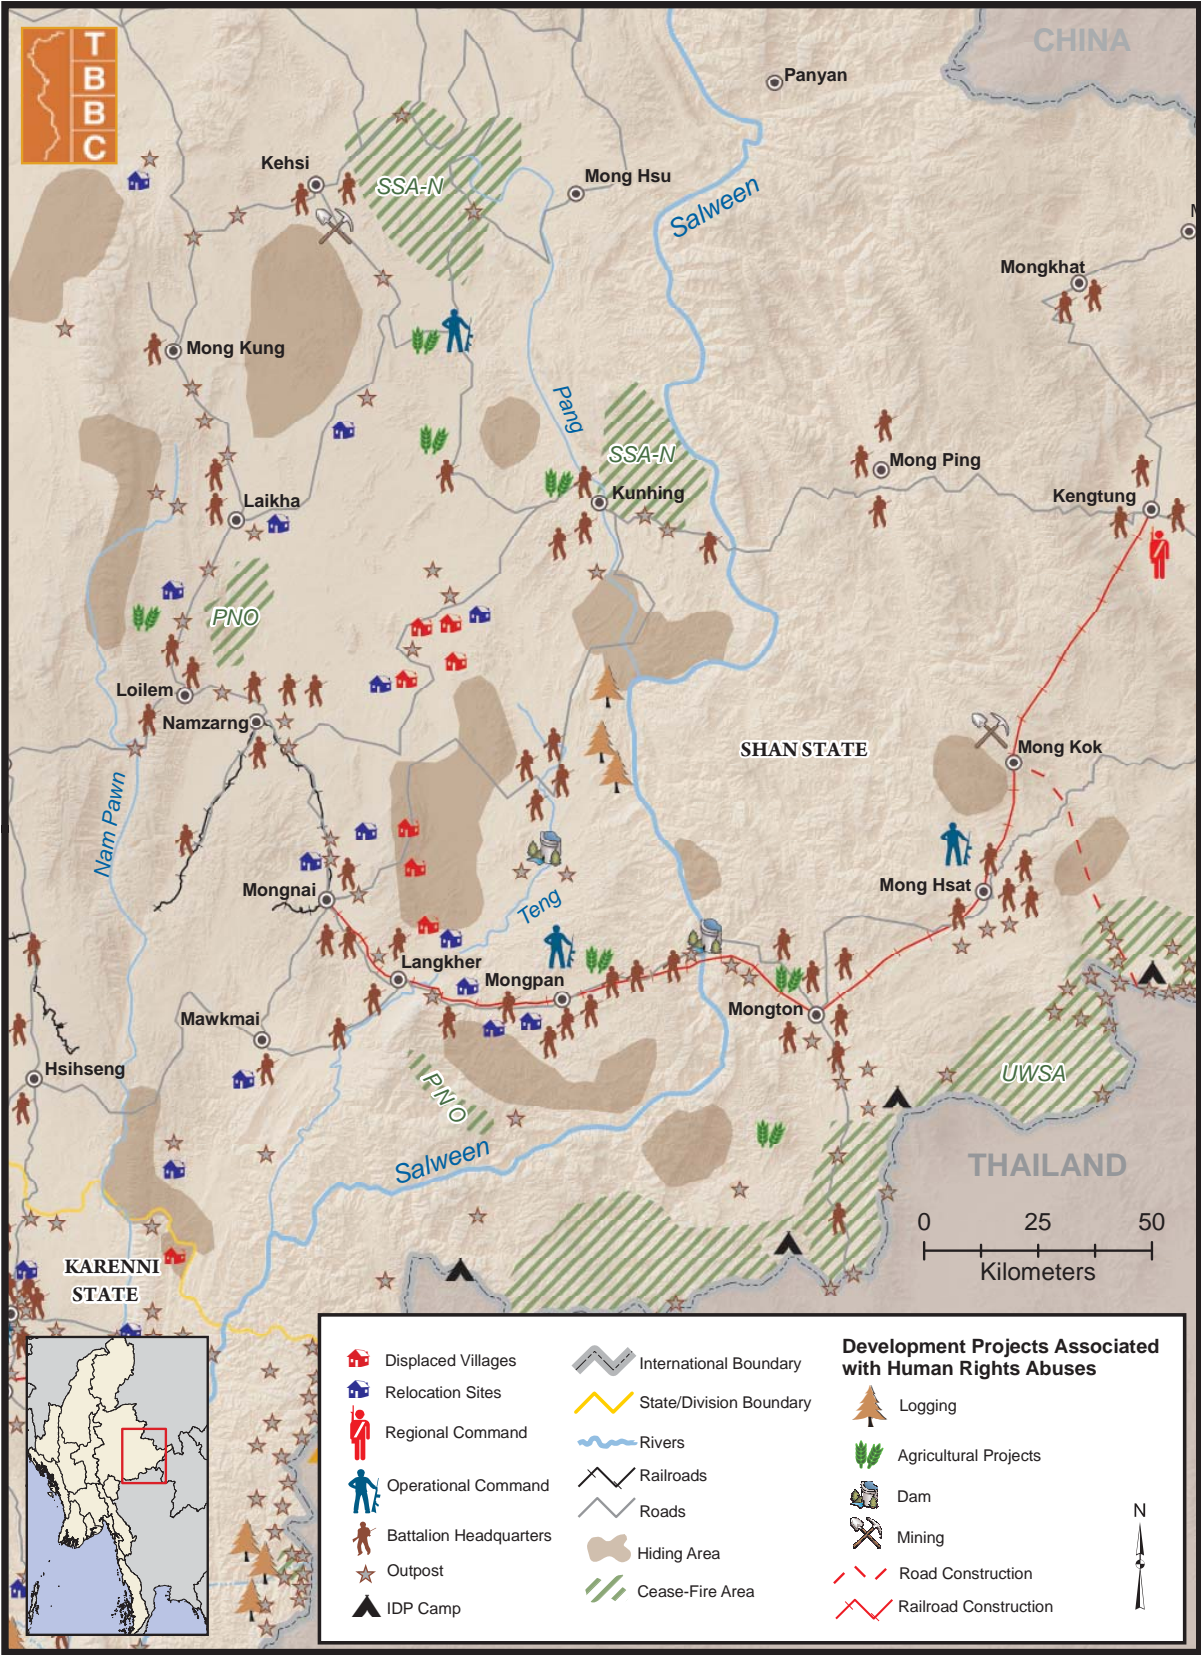 T
B
B
C
CHINA
Panyan
Kehsi
SSA-N
Mong Hsu
Salween
Mongkhat
Mong Kung
Pang
SSA-N
Mong Ping
Kunhing
Kengtung
Laikha
PNO
Loilem
Namzarng
SHAN STATE
Mong Kok
Nam Pawn
Mongnai
Teng
Mong Hsat
Langkher
Mongpan
Mongton
Mawkmai
Hsihseng
PNO
UWSA
Salween
THAILAND
0 25 50
Kilometers
KARENNI
STATE
Displaced Villages
Relocation Sites
Regional Command
Operational Command
Battalion Headquarters
Outpost
IDP Camp
International Boundary
State/Division Boundary
Rivers
Railroads
Roads
Hiding Area
Cease-Fire Area
Development Projects Associated
with Human Rights Abuses
Logging
Agricultural Projects
Dam
Mining
Road Construction
Railroad Construction
N